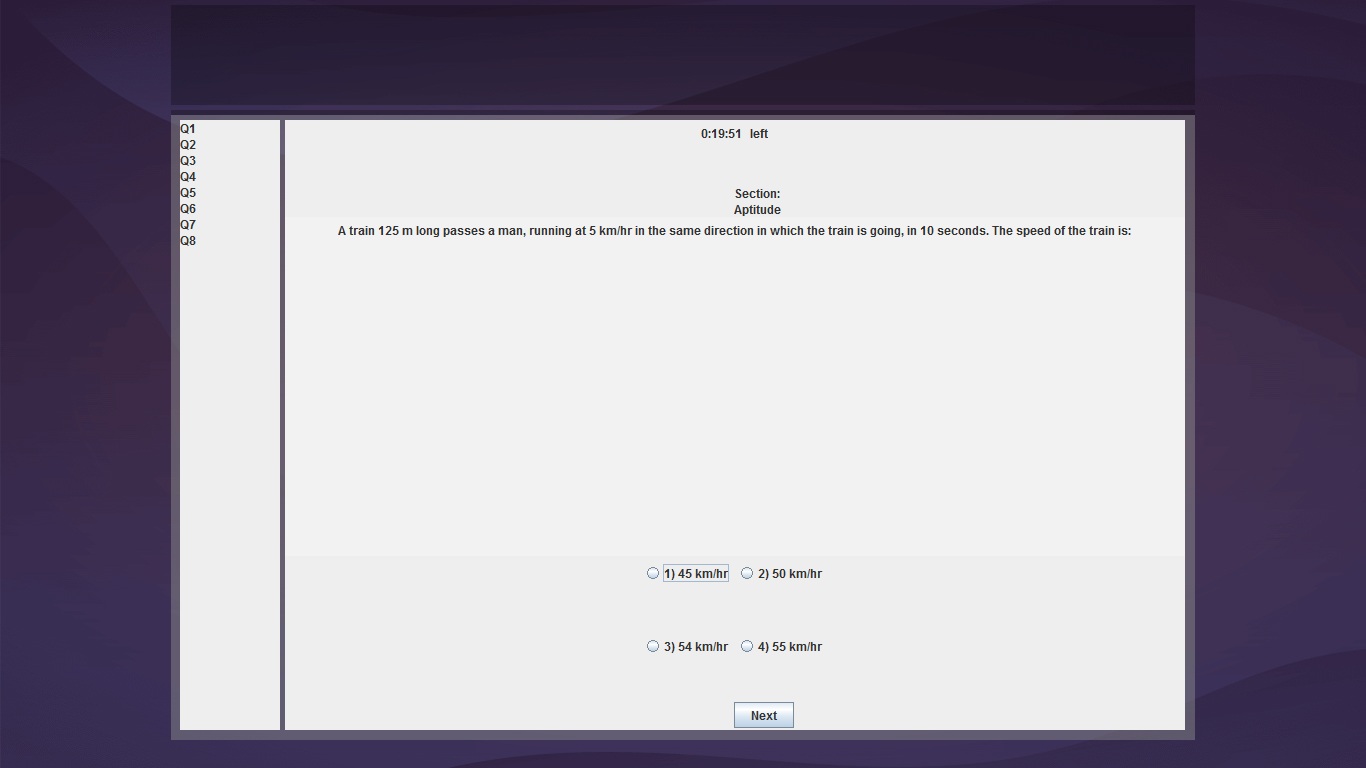 Q1
Q2
Q3
Q4
Q5
Q6
Q7
Q8
0:19:51 left
Section:
Aptitude
A train 125 m long passes a man, running at 5 km/hr in the same direction in which the train is going, in 10 seconds. The speed of the train is:
1) 45 km/hr 2) 50 km/hr
3) 54 km/hr 4) 55 km/hr
Next